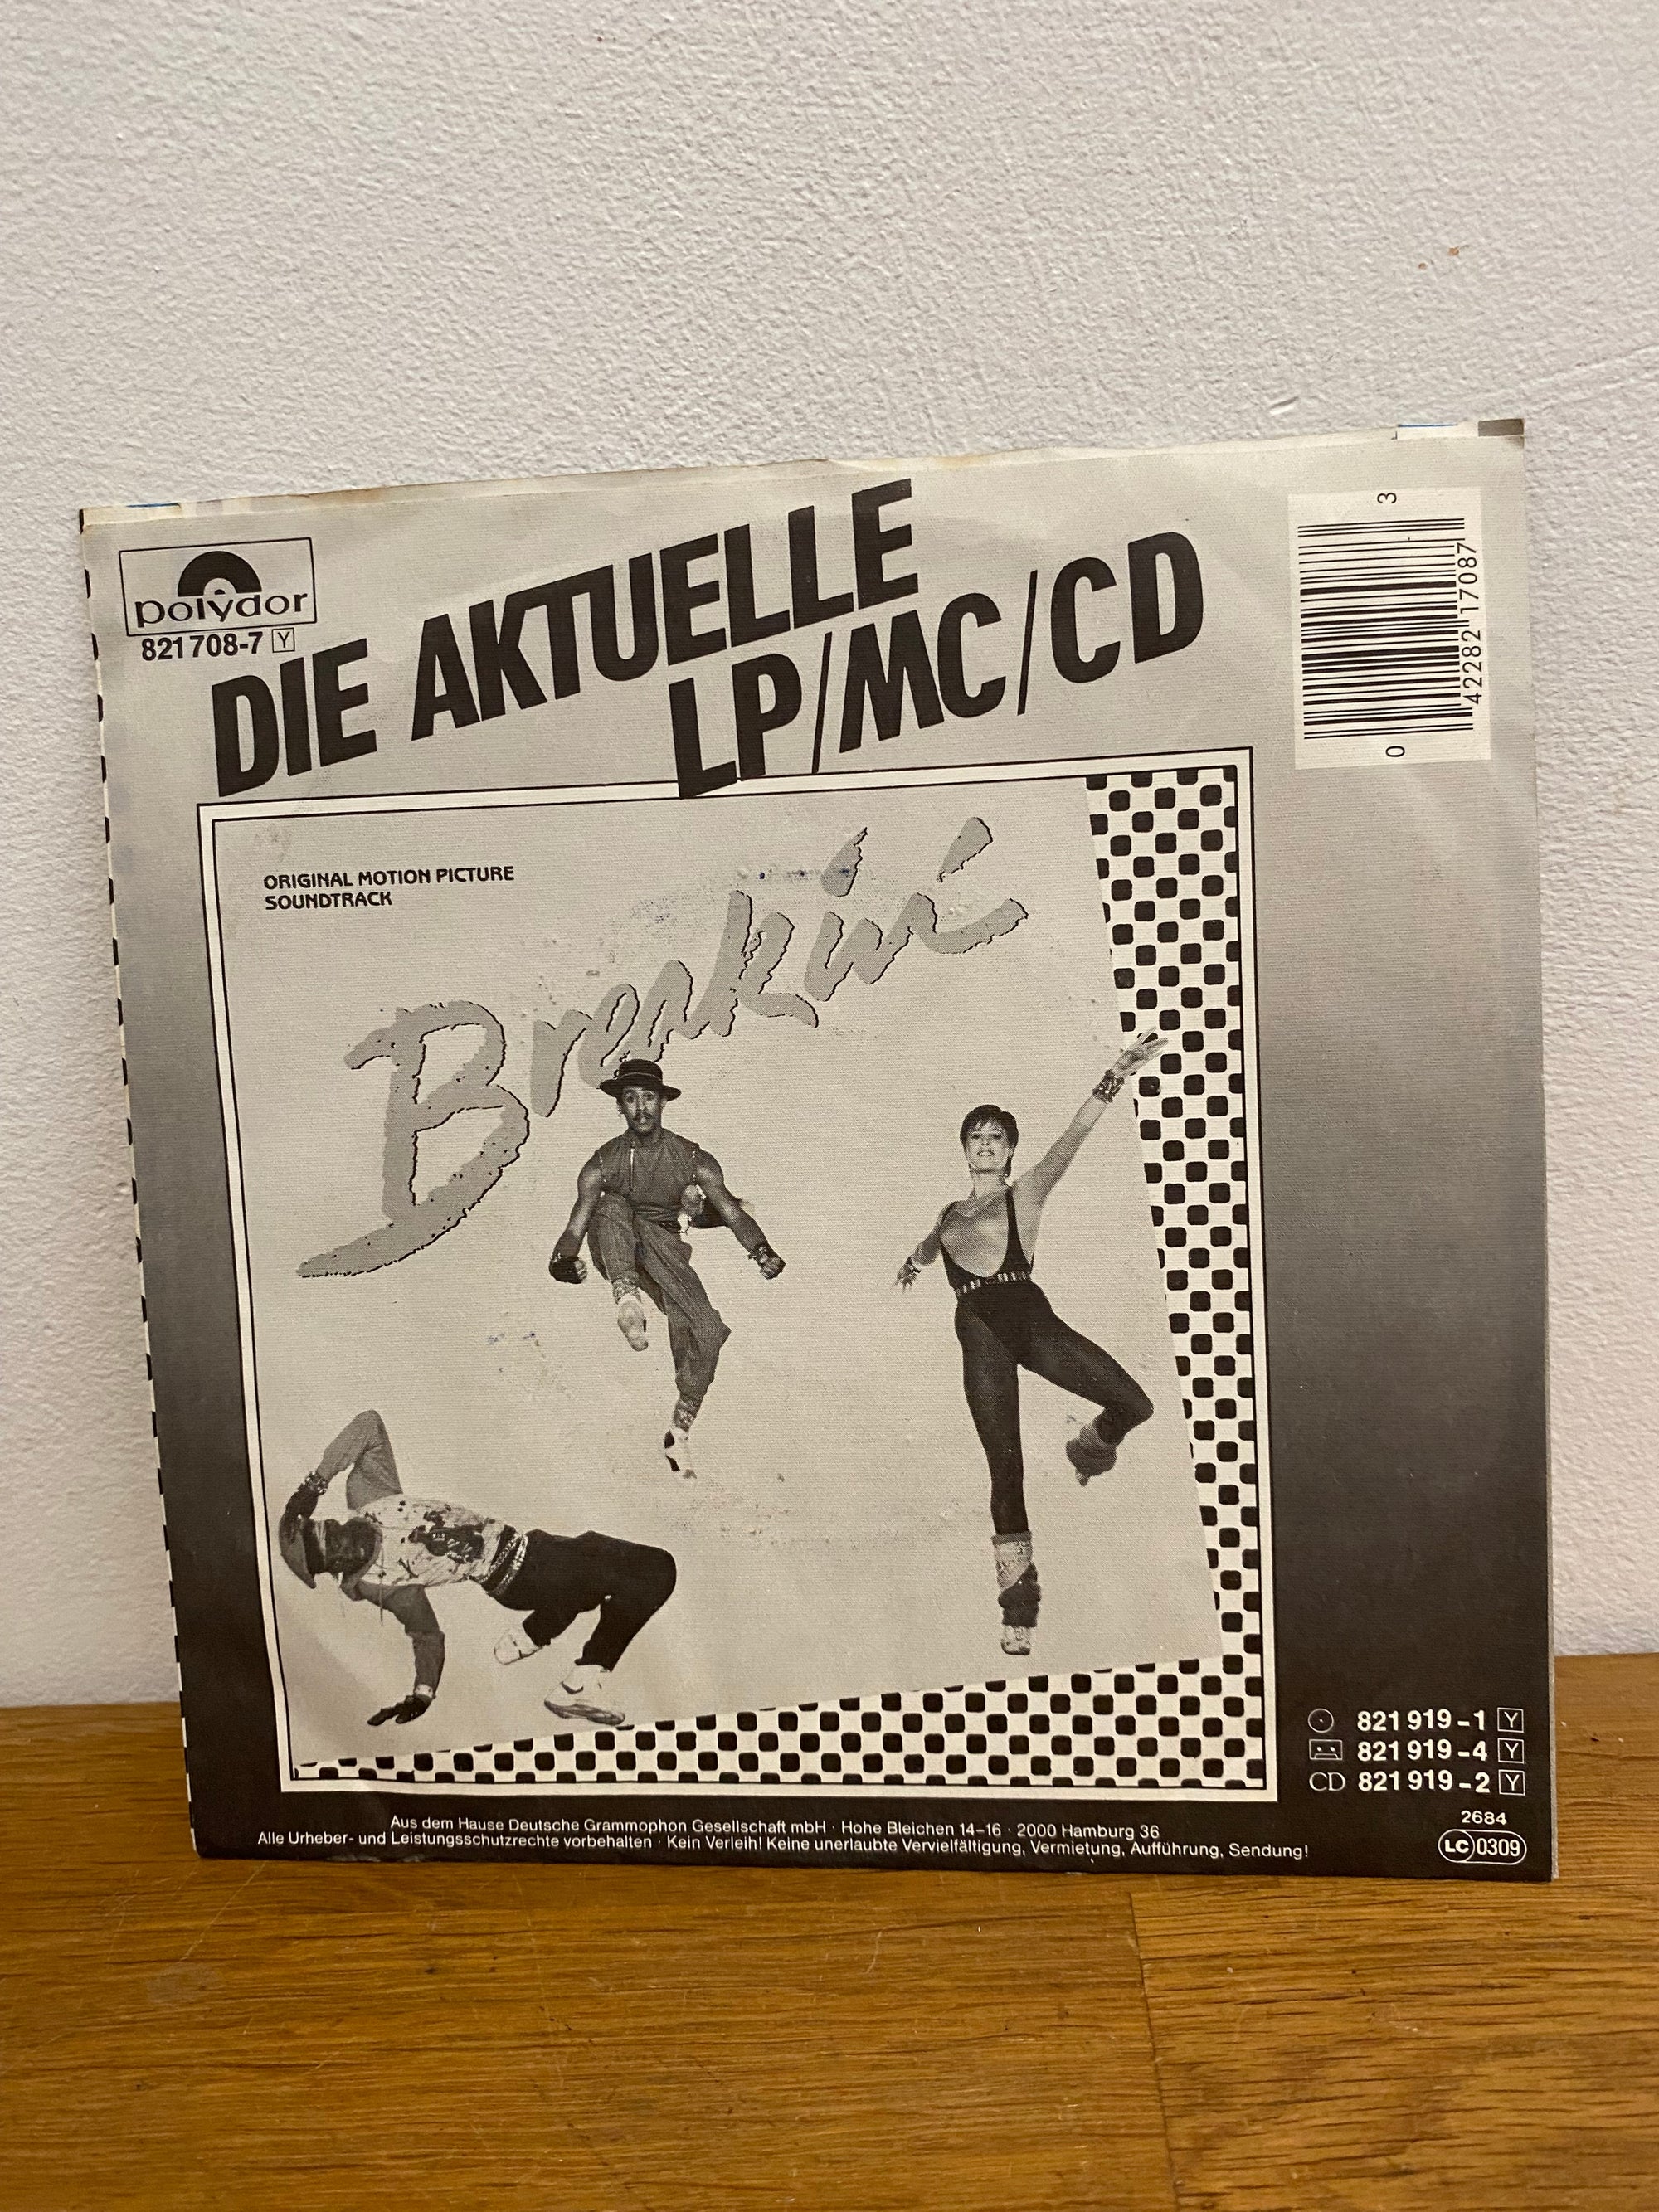 polydor
821 708-7 Y
DIE AKTUELLE
LP/MC/CD
3
42282 17087
0
ORIGINAL MOTION PICTURE
SOUNDTRACK
Breakin'
821 919-1 Y
821 919-4 Y
CD 821 919-2 Y
2684
LC 0309
Aus dem Hause Deutsche Grammophon Gesellschaft mbH · Hohe Bleichen 14-16 · 2000 Hamburg 36
Alle Urheber- und Leistungsschutzrechte vorbehalten · Kein Verleih! Keine unerlaubte Vervielfältigung, Vermietung, Aufführung, Sendung!